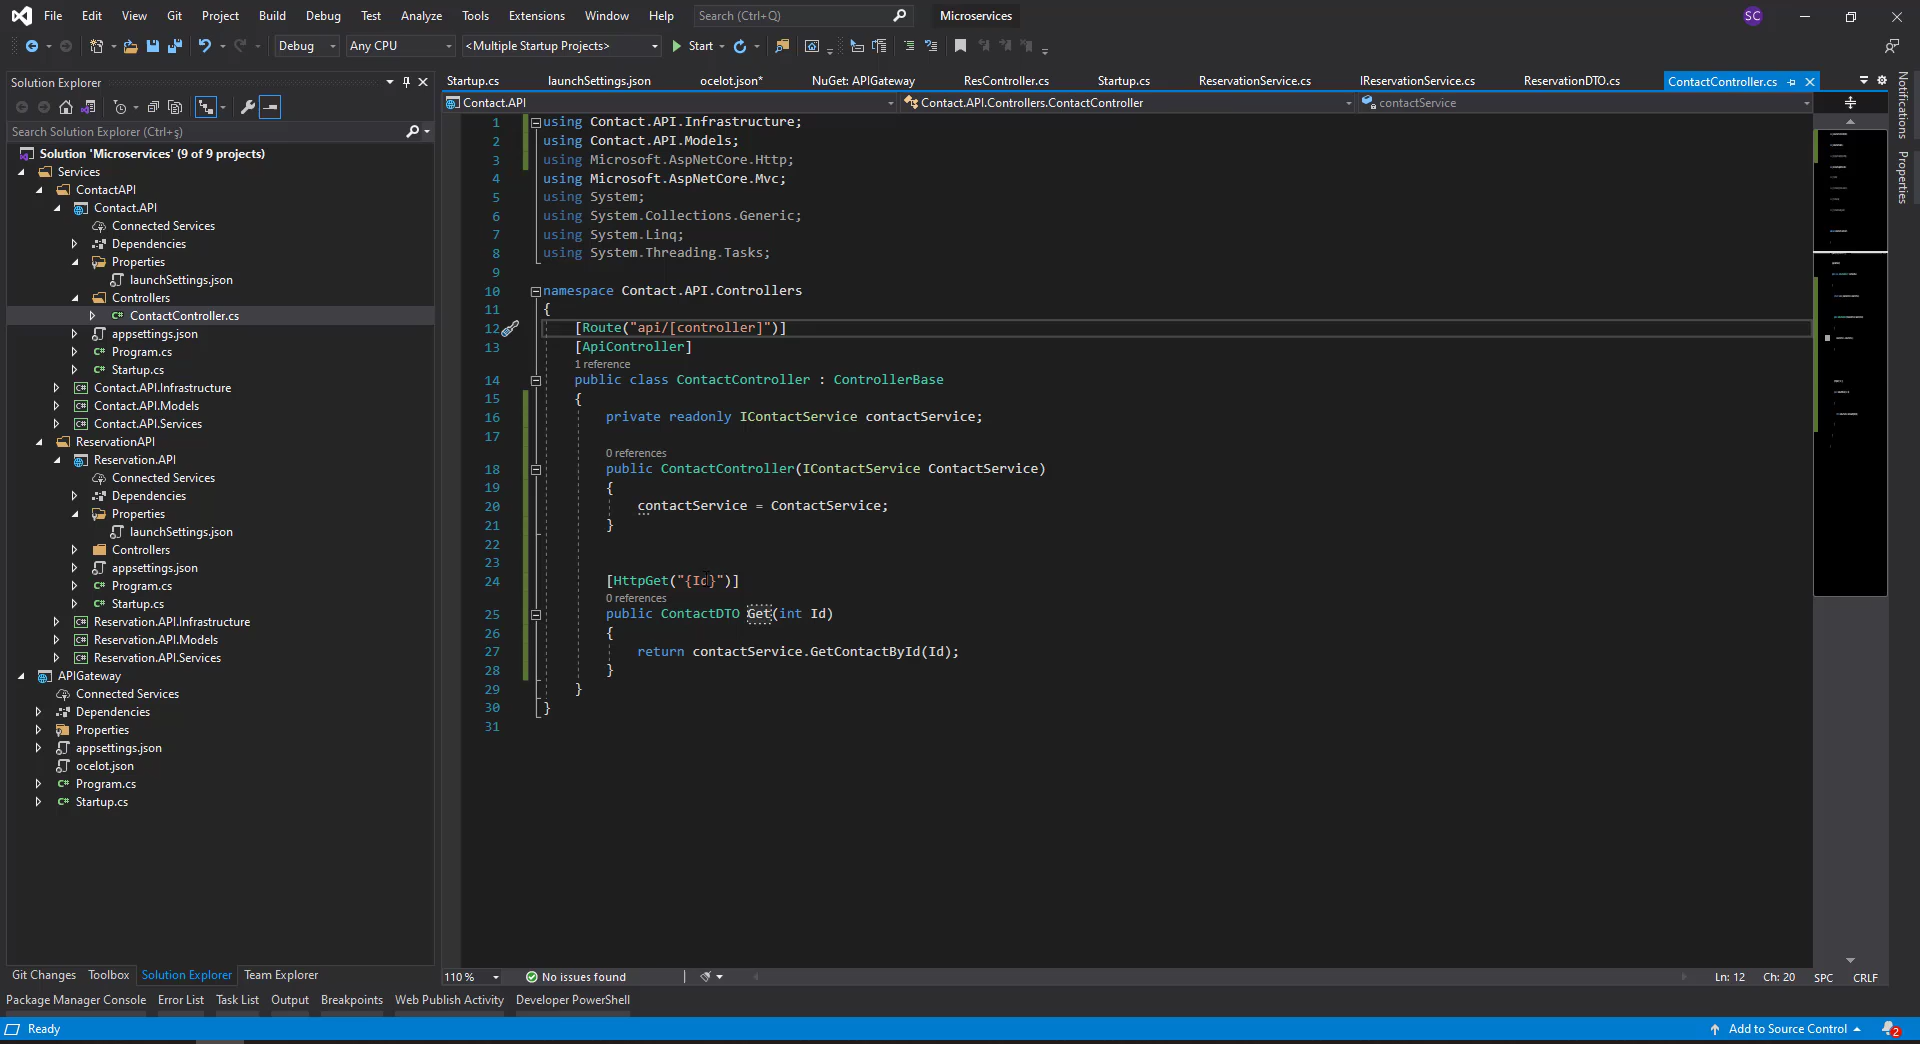 File Edit View Git Project Build Debug Test Analyze Tools Extensions Window Help Search (Ctrl+Q) Microservices SC
Debug Any CPU <Multiple Startup Projects> Start
Solution Explorer
Search Solution Explorer (Ctrl+ş)
Solution 'Microservices' (9 of 9 projects)
Services
ContactAPI
Contact.API
Connected Services
Dependencies
Properties
launchSettings.json
Controllers
C# ContactController.cs
appsettings.json
C# Program.cs
C# Startup.cs
C# Contact.API.Infrastructure
C# Contact.API.Models
C# Contact.API.Services
ReservationAPI
Reservation.API
Connected Services
Dependencies
Properties
launchSettings.json
Controllers
appsettings.json
C# Program.cs
C# Startup.cs
C# Reservation.API.Infrastructure
C# Reservation.API.Models
C# Reservation.API.Services
APIGateway
Connected Services
Dependencies
Properties
appsettings.json
ocelot.json
C# Program.cs
C# Startup.cs
Git Changes Toolbox Solution Explorer Team Explorer
Startup.cs launchSettings.json ocelot.json* NuGet: APIGateway ResController.cs Startup.cs ReservationService.cs IReservationService.cs ReservationDTO.cs ContactController.cs
Contact.API Contact.API.Controllers.ContactController contactService
1 using Contact.API.Infrastructure;
2 using Contact.API.Models;
3 using Microsoft.AspNetCore.Http;
4 using Microsoft.AspNetCore.Mvc;
5 using System;
6 using System.Collections.Generic;
7 using System.Linq;
8 using System.Threading.Tasks;
9
10 namespace Contact.API.Controllers
11 {
12 [Route("api/[controller]")]
13 [ApiController]
1 reference
14 public class ContactController : ControllerBase
15 {
16 private readonly IContactService contactService;
17
0 references
18 public ContactController(IContactService ContactService)
19 {
20 contactService = ContactService;
21 }
22
23
24 [HttpGet("{Id}")]
0 references
25 public ContactDTO Get(int Id)
26 {
27 return contactService.GetContactById(Id);
28 }
29 }
30 }
31
Notifications
Properties
110 % No issues found Ln: 12 Ch: 20 SPC CRLF
Package Manager Console Error List Task List Output Breakpoints Web Publish Activity Developer PowerShell
Ready Add to Source Control 2